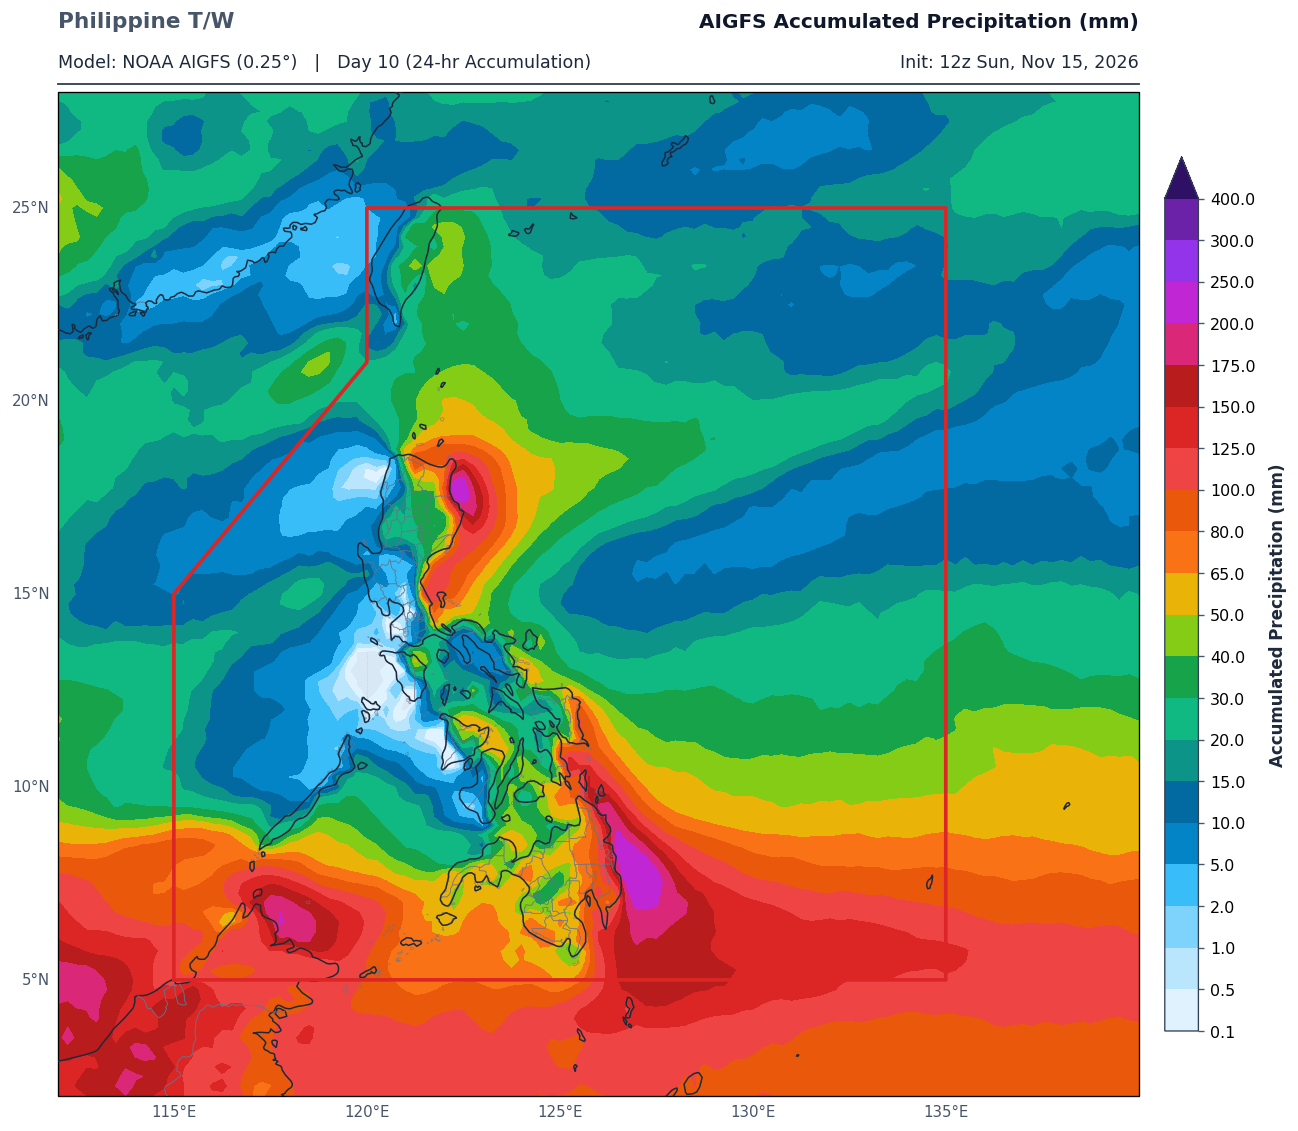 Philippine T/W
AIGFS Accumulated Precipitation (mm)
Model: NOAA AIGFS (0.25°)   |   Day 10 (24-hr Accumulation)
Init: 12z Sun, Nov 15, 2026
25°N
20°N
15°N
10°N
5°N
115°E
120°E
125°E
130°E
135°E
400.0
300.0
250.0
200.0
175.0
150.0
125.0
100.0
80.0
65.0
50.0
40.0
30.0
20.0
15.0
10.0
5.0
2.0
1.0
0.5
0.1
Accumulated Precipitation (mm)